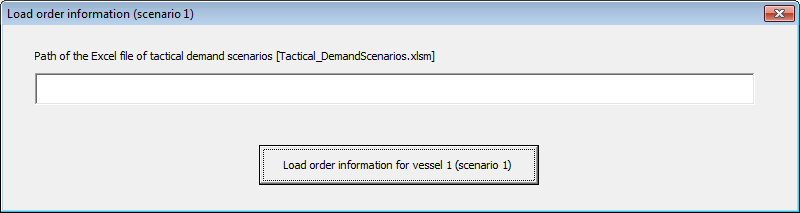 Load order information (scenario 1)
Path of the Excel file of tactical demand scenarios [Tactical_DemandScenarios.xlsm]
Load order information for vessel 1 (scenario 1)